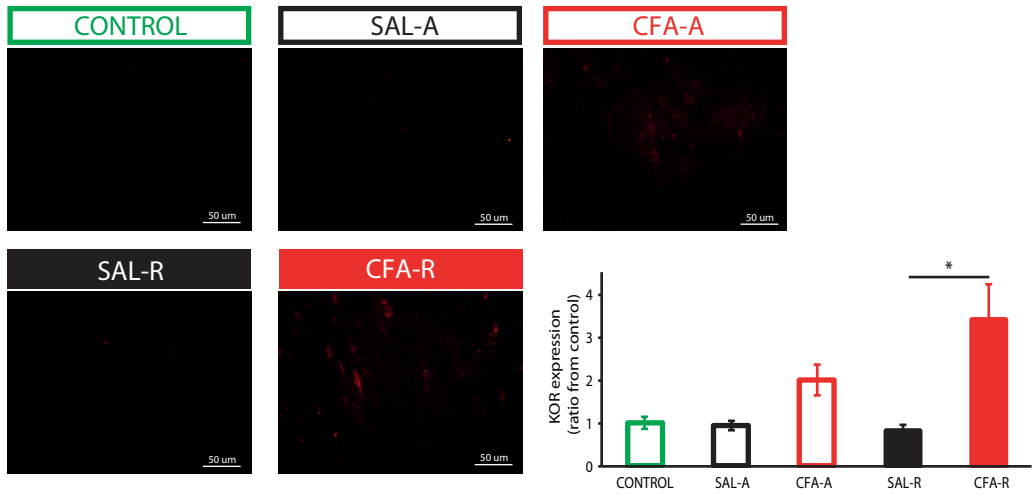 CONTROL
SAL-A
CFA-A
50 um
50 um
50 um
SAL-R
CFA-R
50 um
50 um
KOR expression
(ratio from control)
*
4
3
2
1
0
CONTROL
SAL-A
CFA-A
SAL-R
CFA-R